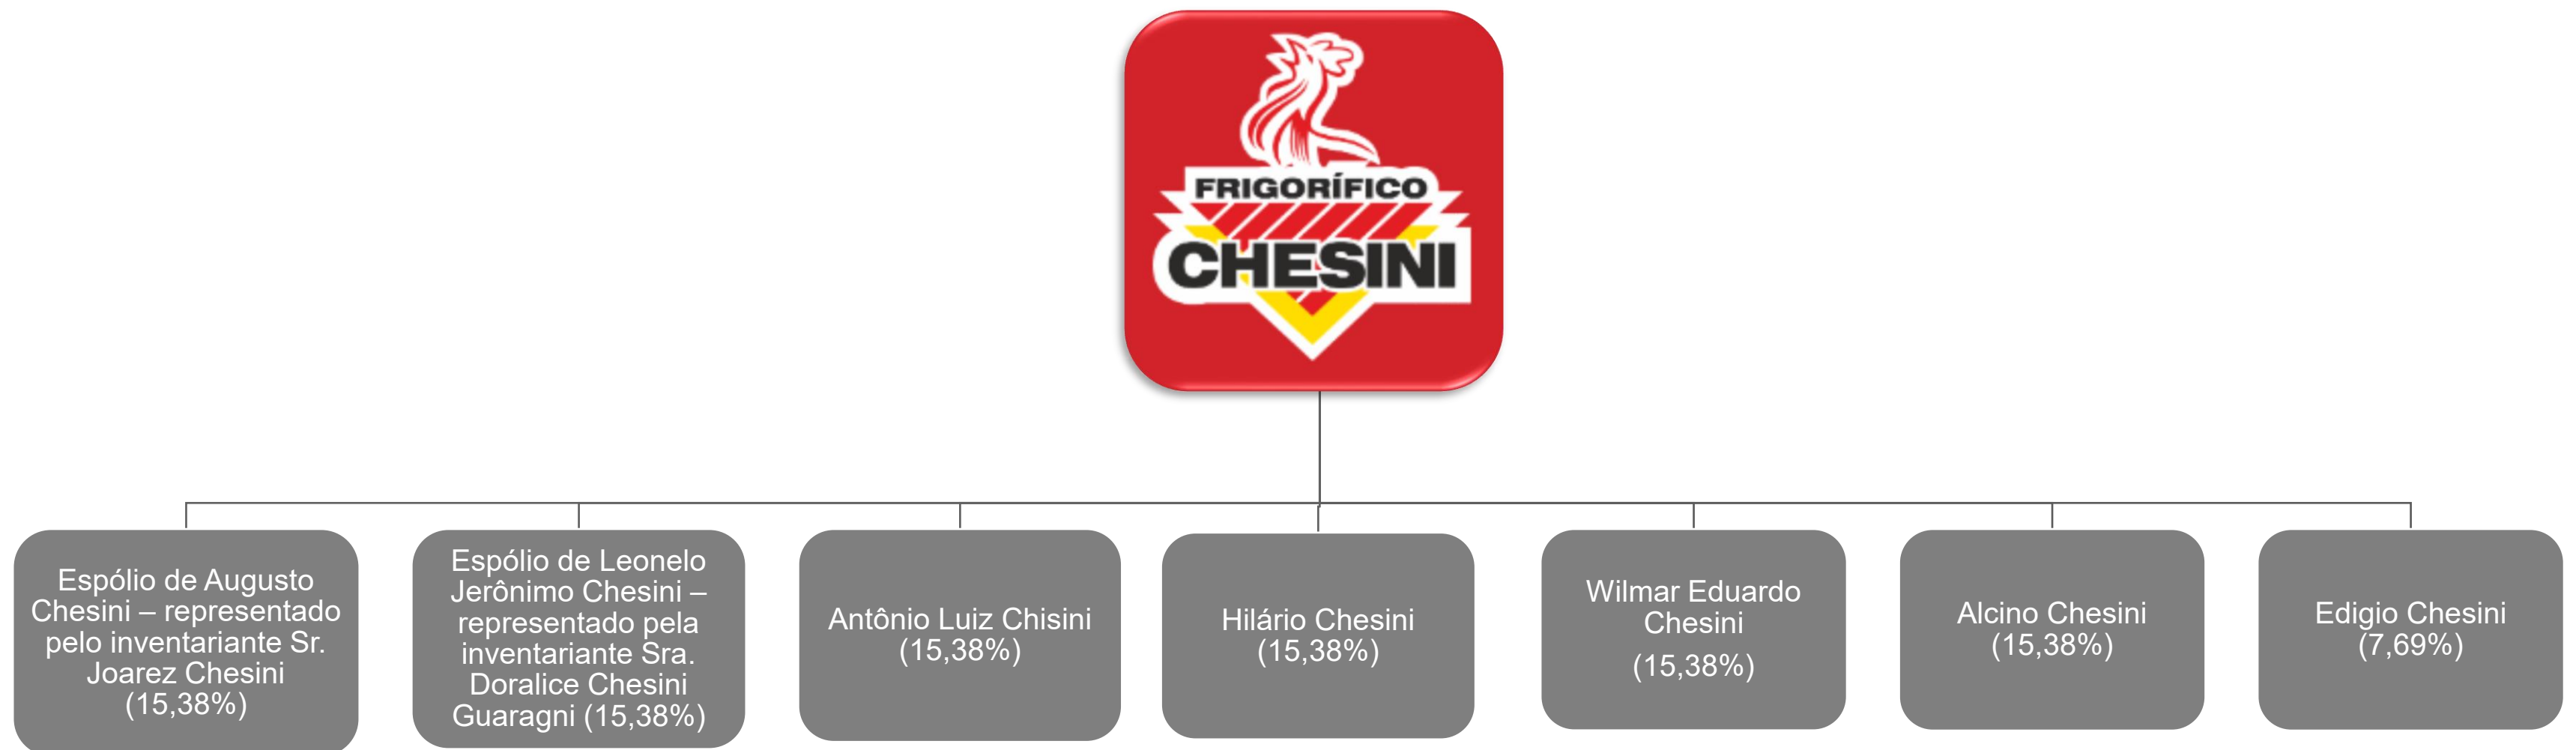 FRIGORÍFICO
CHESINI
Espólio de Augusto
Chesini – representado
pelo inventariante Sr.
Joarez Chesini
(15,38%)
Espólio de Leonelo
Jerônimo Chesini –
representado pela
inventariante Sra.
Doralice Chesini
Guaragni (15,38%)
Antônio Luiz Chisini
(15,38%)
Hilário Chesini
(15,38%)
Wilmar Eduardo
Chesini
(15,38%)
Alcino Chesini
(15,38%)
Edigio Chesini
(7,69%)